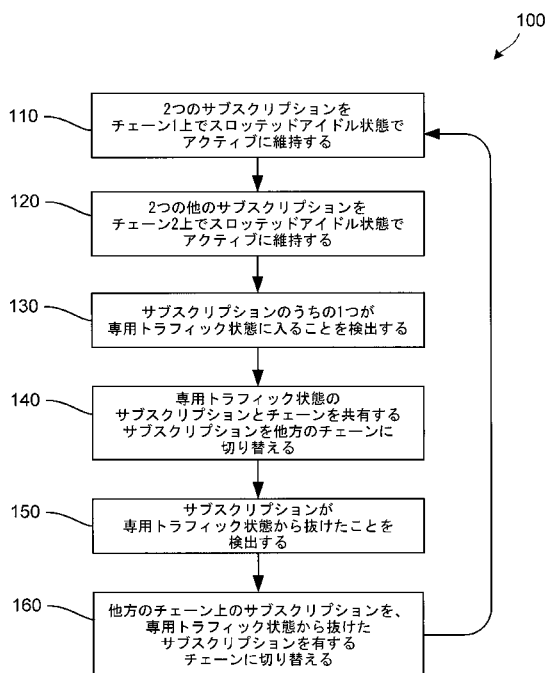 100
110
2つのサブスクリプションを
チェーン1上でスロッテッドアイドル状態で
アクティブに維持する
120
2つの他のサブスクリプションを
チェーン2上でスロッテッドアイドル状態で
アクティブに維持する
130
サブスクリプションのうちの1つが
専用トラフィック状態に入ることを検出する
140
専用トラフィック状態の
サブスクリプションとチェーンを共有する
サブスクリプションを他方のチェーンに
切り替える
150
サブスクリプションが
専用トラフィック状態から抜けたことを
検出する
160
他方のチェーン上のサブスクリプションを、
専用トラフィック状態から抜けた
サブスクリプションを有する
チェーンに切り替える